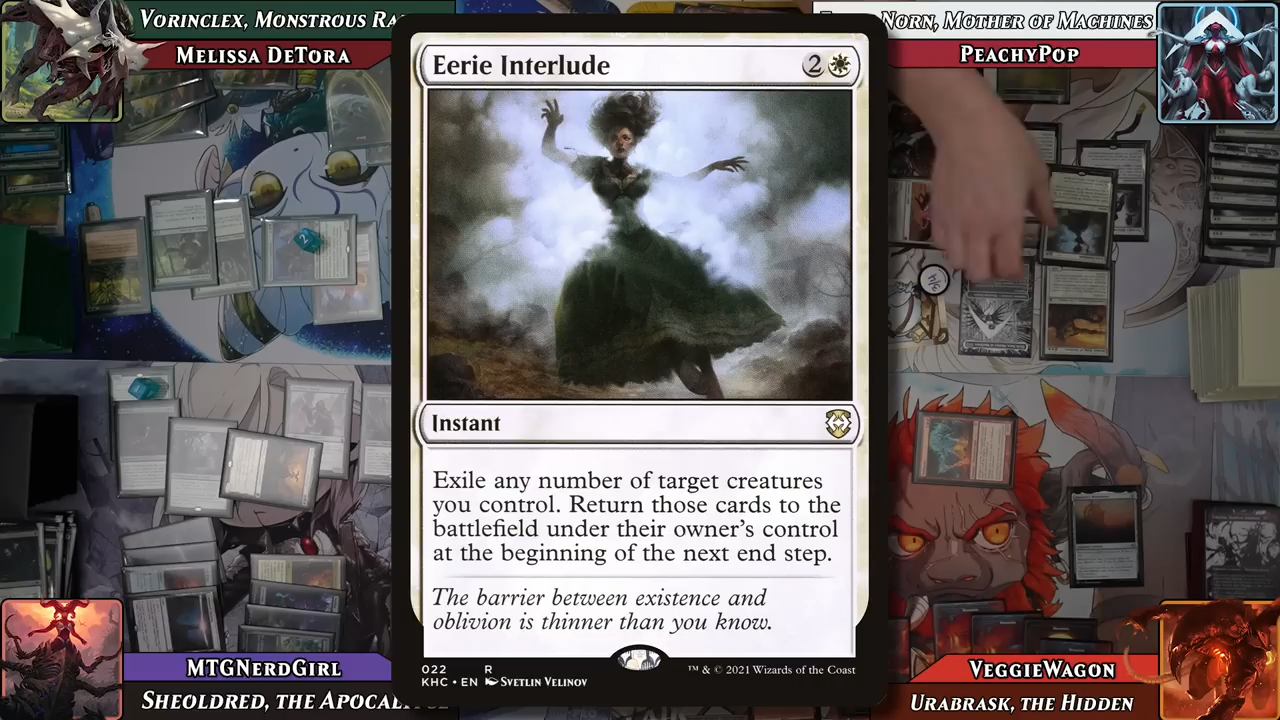 Vorinclex, Monstrous Ra
Melissa DeTora
Norn, Mother of Machines
PeachyPop
Eerie Interlude
2
2
Instant
Exile any number of target creatures
you control. Return those cards to the
battlefield under their owner's control
at the beginning of the next end step.
The barrier between existence and
oblivion is thinner than you know.
022 R
KHC • EN Svetlin Velinov
™ & © 2021 Wizards of the Coast
MTGNerdGirl
Sheoldred, the Apocal
VeggieWagon
Urabrask, the Hidden